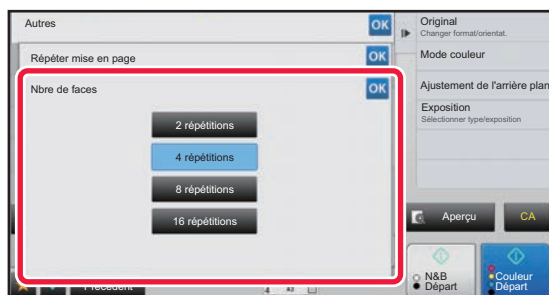 Autres
OK
Répéter mise en page
OK
Nbre de faces
OK
2 répétitions
4 répétitions
8 répétitions
16 répétitions
Original
Changer format/orientat.
Mode couleur
Ajustement de l'arrière plan
Exposition
Sélectionner type/exposition
Aperçu
CA
N&B
Départ
Couleur
Départ